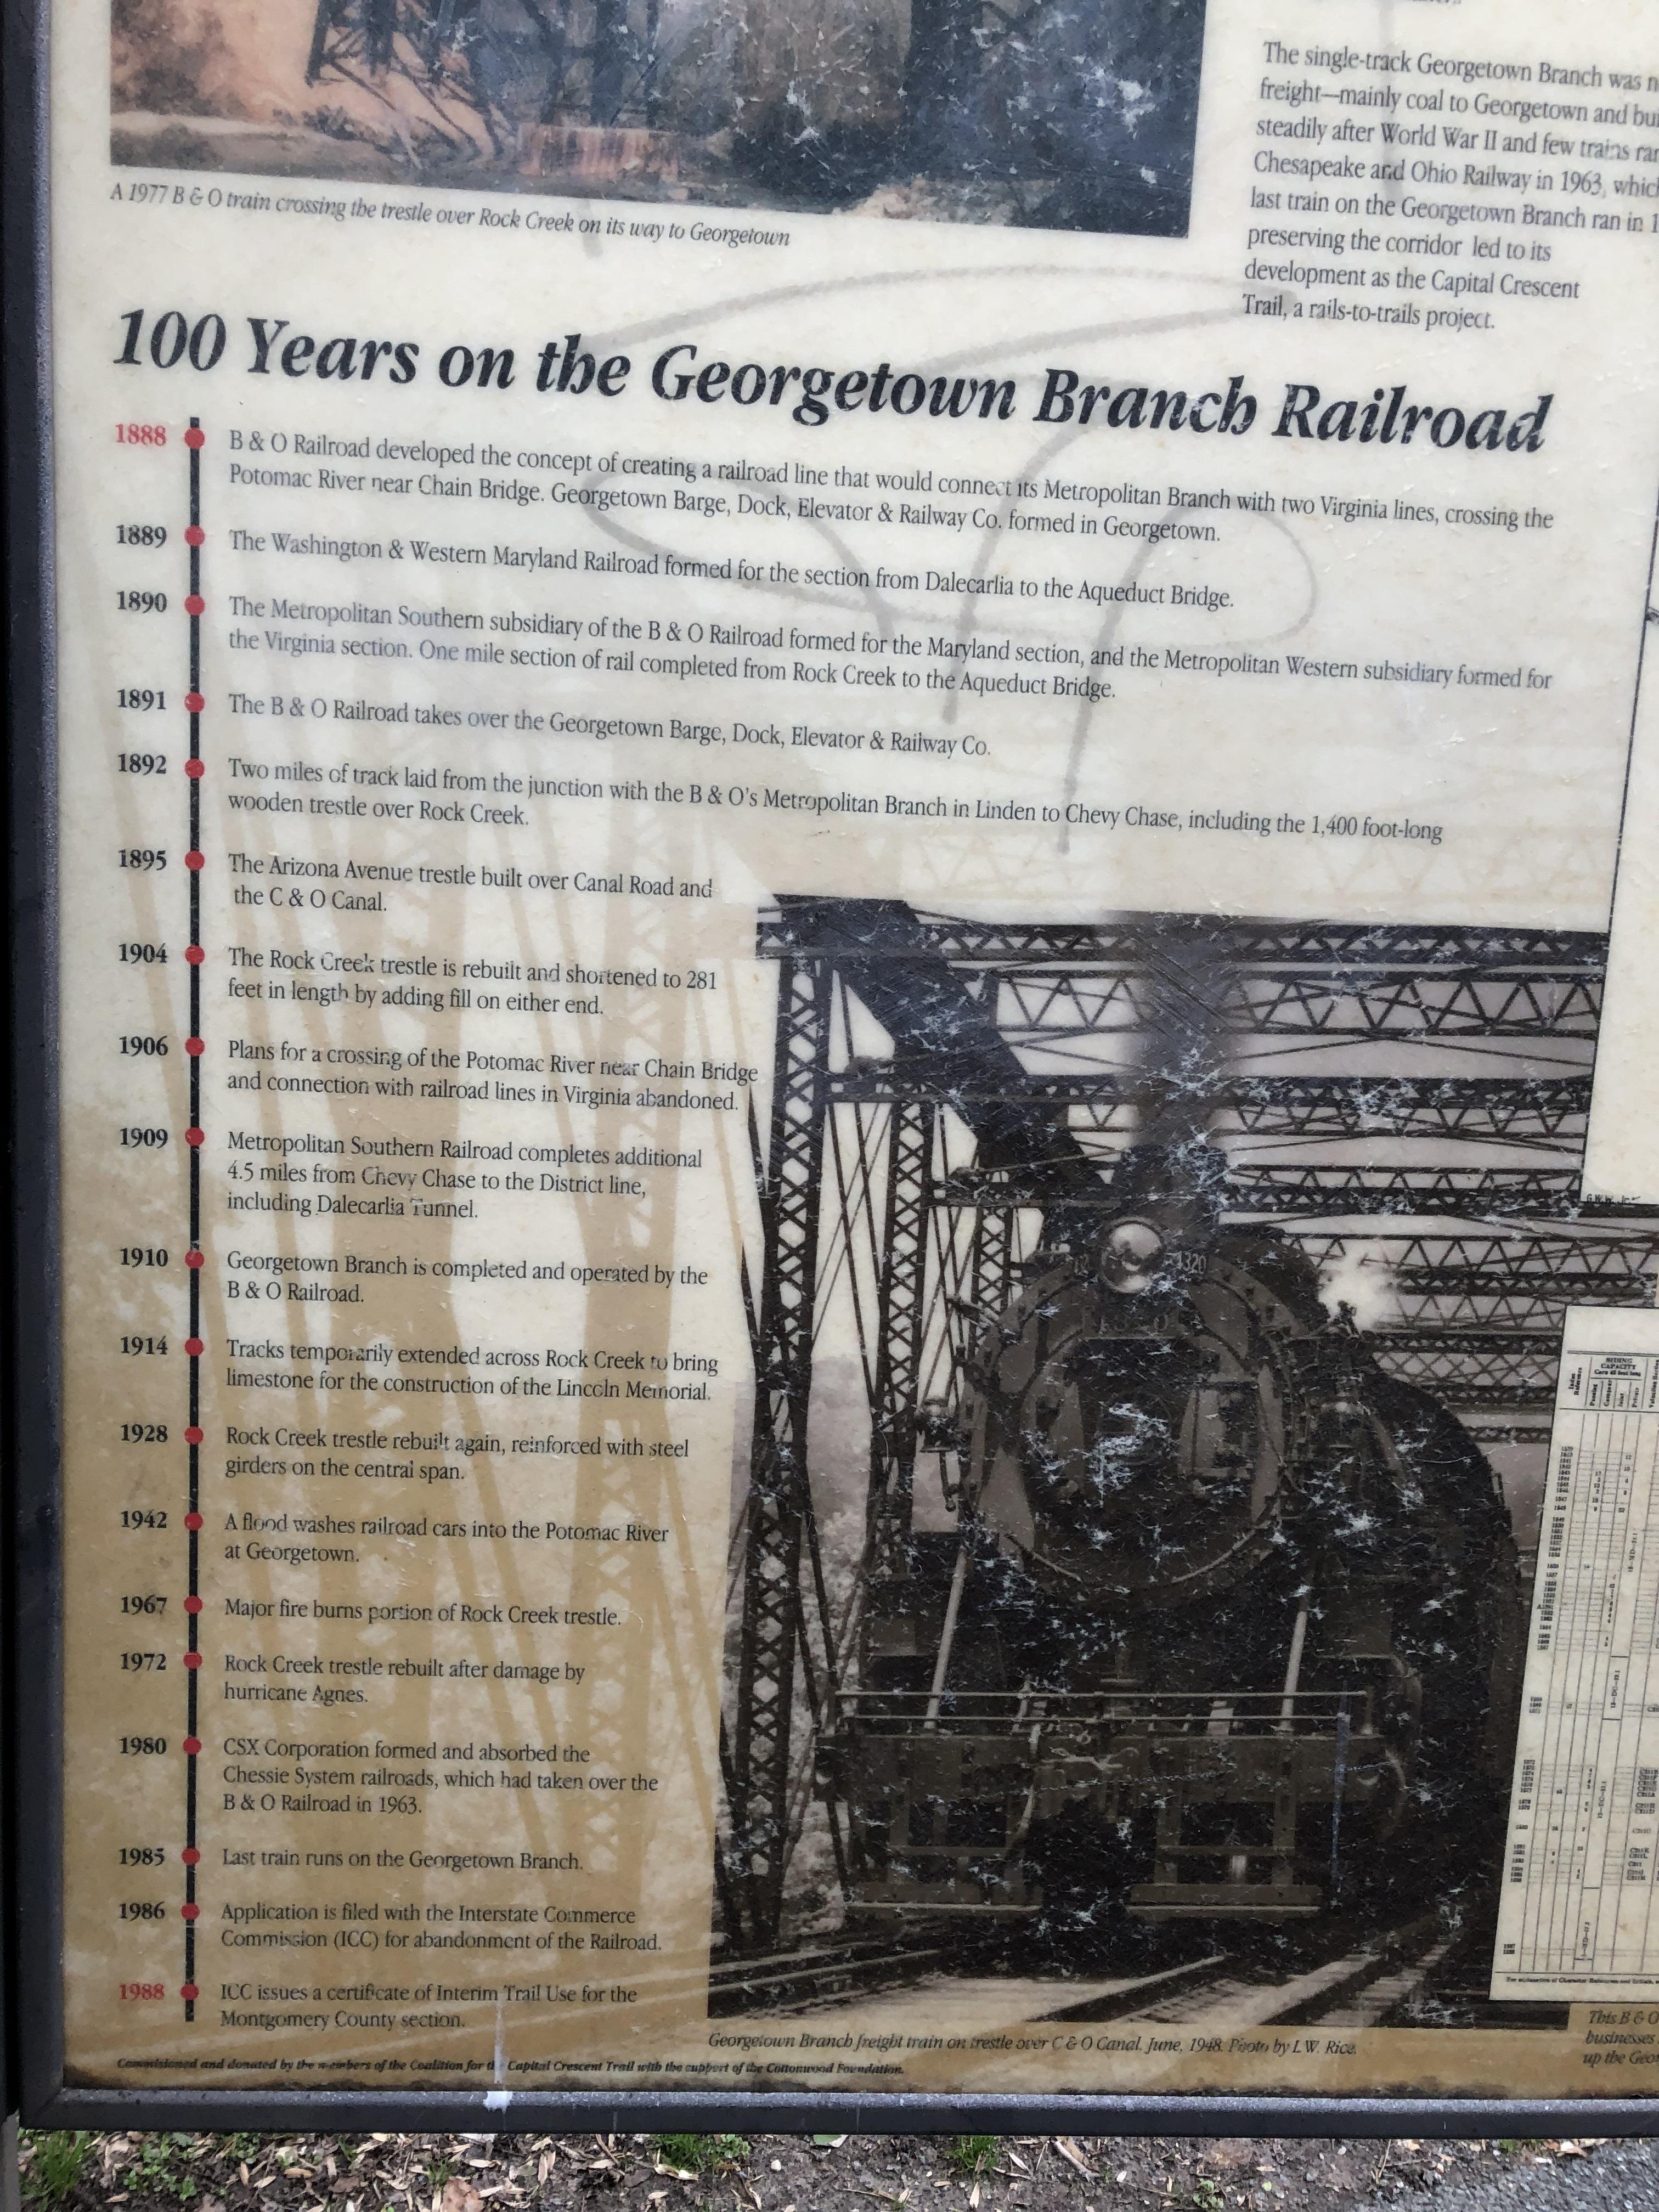 The single-track Georgetown Branch was
freight—mainly coal to Georgetown and
steadily after World War II and few trains
Chesapeake and Ohio Railway in 1963,
last train on the Georgetown Branch ran in
preserving the corridor led to its
development as the Capital Crescent
Trail, a rails-to-trails project.
A 1977 B & O train crossing the trestle over Rock Creek on its way to Georgetown
100 Years on the Georgetown Branch Railroad
1888 B & O Railroad developed the concept of creating a railroad line that would connect its Metropolitan Branch with two Virginia lines, crossing the
Potomac River near Chain Bridge. Georgetown Barge, Dock, Elevator & Railway Co. formed in Georgetown.
1889 The Washington & Western Maryland Railroad formed for the section from Dalecarlia to the Aqueduct Bridge.
1890 The Metropolitan Southern subsidiary of the B & O Railroad formed for the Maryland section, and the Metropolitan Western subsidiary formed for
the Virginia section. One mile section of rail completed from Rock Creek to the Aqueduct Bridge.
1891 The B & O Railroad takes over the Georgetown Barge, Dock, Elevator & Railway Co.
1892 Two miles of track laid from the junction with the B & O's Metropolitan Branch in Linden to Chevy Chase, including the 1,400 foot-long
wooden trestle over Rock Creek.
1895 The Arizona Avenue trestle built over Canal Road and
the C & O Canal.
1904 The Rock Creek trestle is rebuilt and shortened to 281
feet in length by adding fill on either end.
1906 Plans for a crossing of the Potomac River near Chain Bridge
and connection with railroad lines in Virginia abandoned.
1909 Metropolitan Southern Railroad completes additional
4.5 miles from Chevy Chase to the District line,
including Dalecarlia Tunnel.
1910 Georgetown Branch is completed and operated by the
B & O Railroad.
1914 Tracks temporarily extended across Rock Creek to bring
limestone for the construction of the Lincoln Memorial.
1928 Rock Creek trestle rebuilt again, reinforced with steel
girders on the central span.
1942 A flood washes railroad cars into the Potomac River
at Georgetown.
1967 Major fire burns portion of Rock Creek trestle.
1972 Rock Creek trestle rebuilt after damage by
hurricane Agnes.
1980 CSX Corporation formed and absorbed the
Chessie System railroads, which had taken over the
B & O Railroad in 1963.
1985 Last train runs on the Georgetown Branch.
1986 Application is filed with the Interstate Commerce
Commission (ICC) for abandonment of the Railroad.
1988 ICC issues a certificate of Interim Trail Use for the
Montgomery County section.
4320
SIDING
CAPACITY
Georgetown Branch freight train on trestle over C & O Canal. June, 1948. Photo by L.W. Rice.
This B & O
businesses
up the
Commissioned and donated by the members of the Coalition for the Capital Crescent Trail with the support of the Cottonwood Foundation.